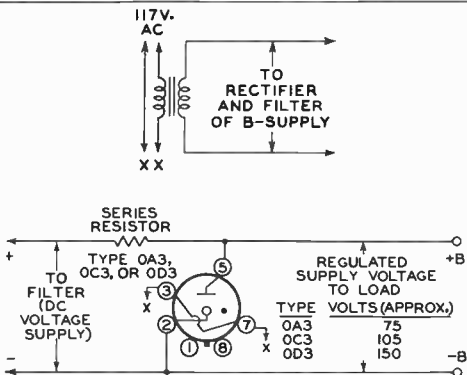 117V.
AC
TO
RECTIFIER
AND FILTER
OF B-SUPPLY
X X
SERIES
RESISTOR
+
+B
TYPE 0A3,
0C3, OR 0D3
TO
FILTER
(DC
VOLTAGE
SUPPLY)
5
3
X
2
7
X
1
8
REGULATED
SUPPLY VOLTAGE
TO LOAD
TYPE VOLTS (APPROX.)
0A3 75
0C3 105
0D3 150
-
-B